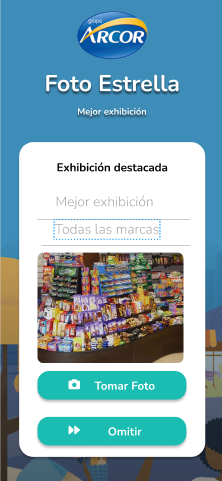 grupo
ARCOR
Foto Estrella
Mejor exhibición
Exhibición destacada
Mejor exhibición
Todas las marcas
Tomar Foto
Omitir